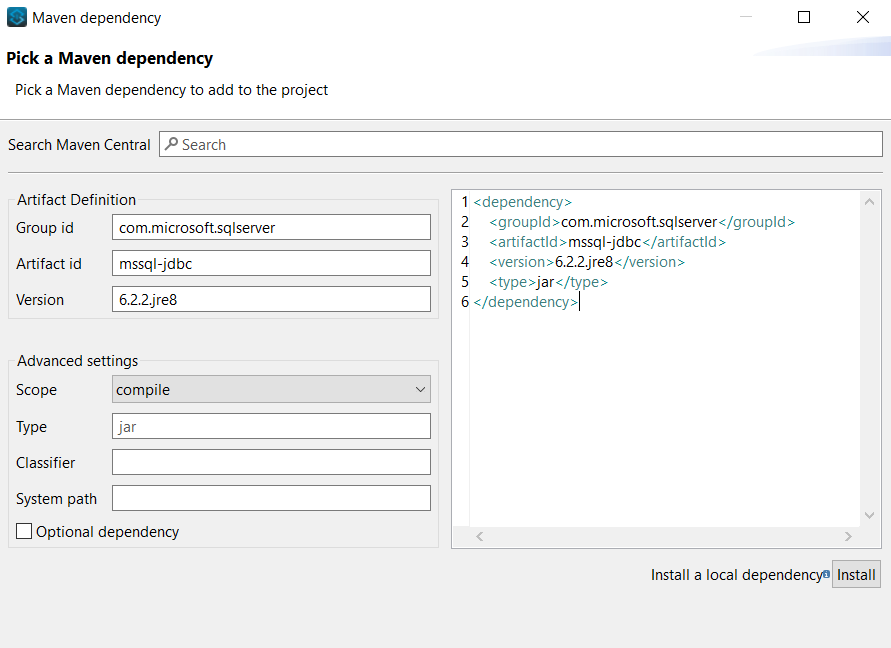 Maven dependency
Pick a Maven dependency
Pick a Maven dependency to add to the project
Search Maven Central
Search
Artifact Definition
Group id
com.microsoft.sqlserver
Artifact id
mssql-jdbc
Version
6.2.2.jre8
Advanced settings
Scope
compile
Type
jar
Classifier
System path
Optional dependency
1 <dependency>
2 <groupId>com.microsoft.sqlserver</groupId>
3 <artifactId>mssql-jdbc</artifactId>
4 <version>6.2.2.jre8</version>
5 <type>jar</type>
6 </dependency>
Install a local dependency
Install